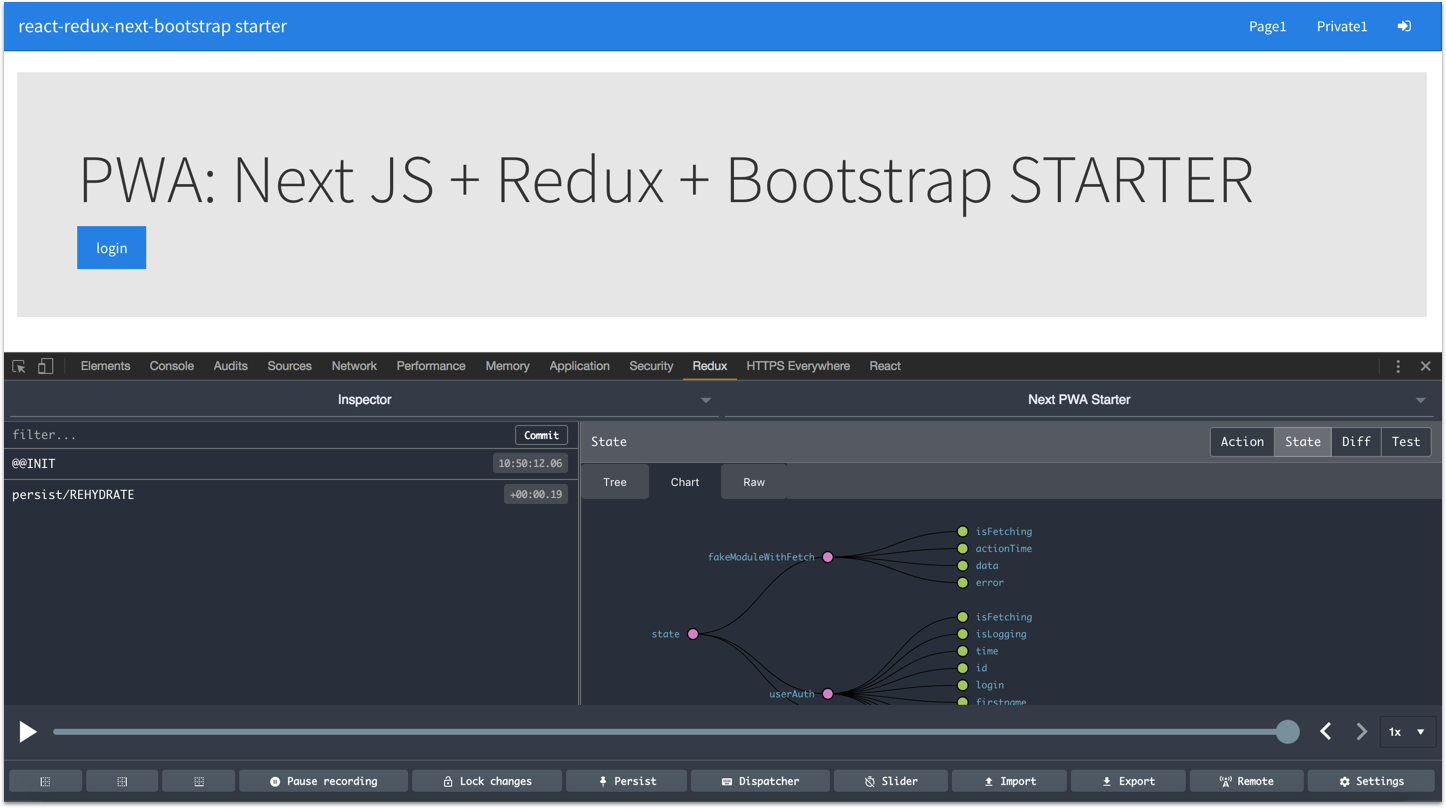 react-redux-next-bootstrap starter Page1 Private1
PWA: Next JS + Redux + Bootstrap STARTER
login
Elements Console Audits Sources Network Performance Memory Application Security Redux HTTPS Everywhere React
Inspector Next PWA Starter
filter... Commit
State Action State Diff Test
@@INIT 10:50:12.06
Tree Chart Raw
persist/REHYDRATE +00:00.19
isFetching
actionTime
fakeModuleWithFetch
data
error
isFetching
state isLogging
time
id
login
userAuth
firstname
1x
Pause recording Lock changes Persist Dispatcher Slider Import Export Remote Settings